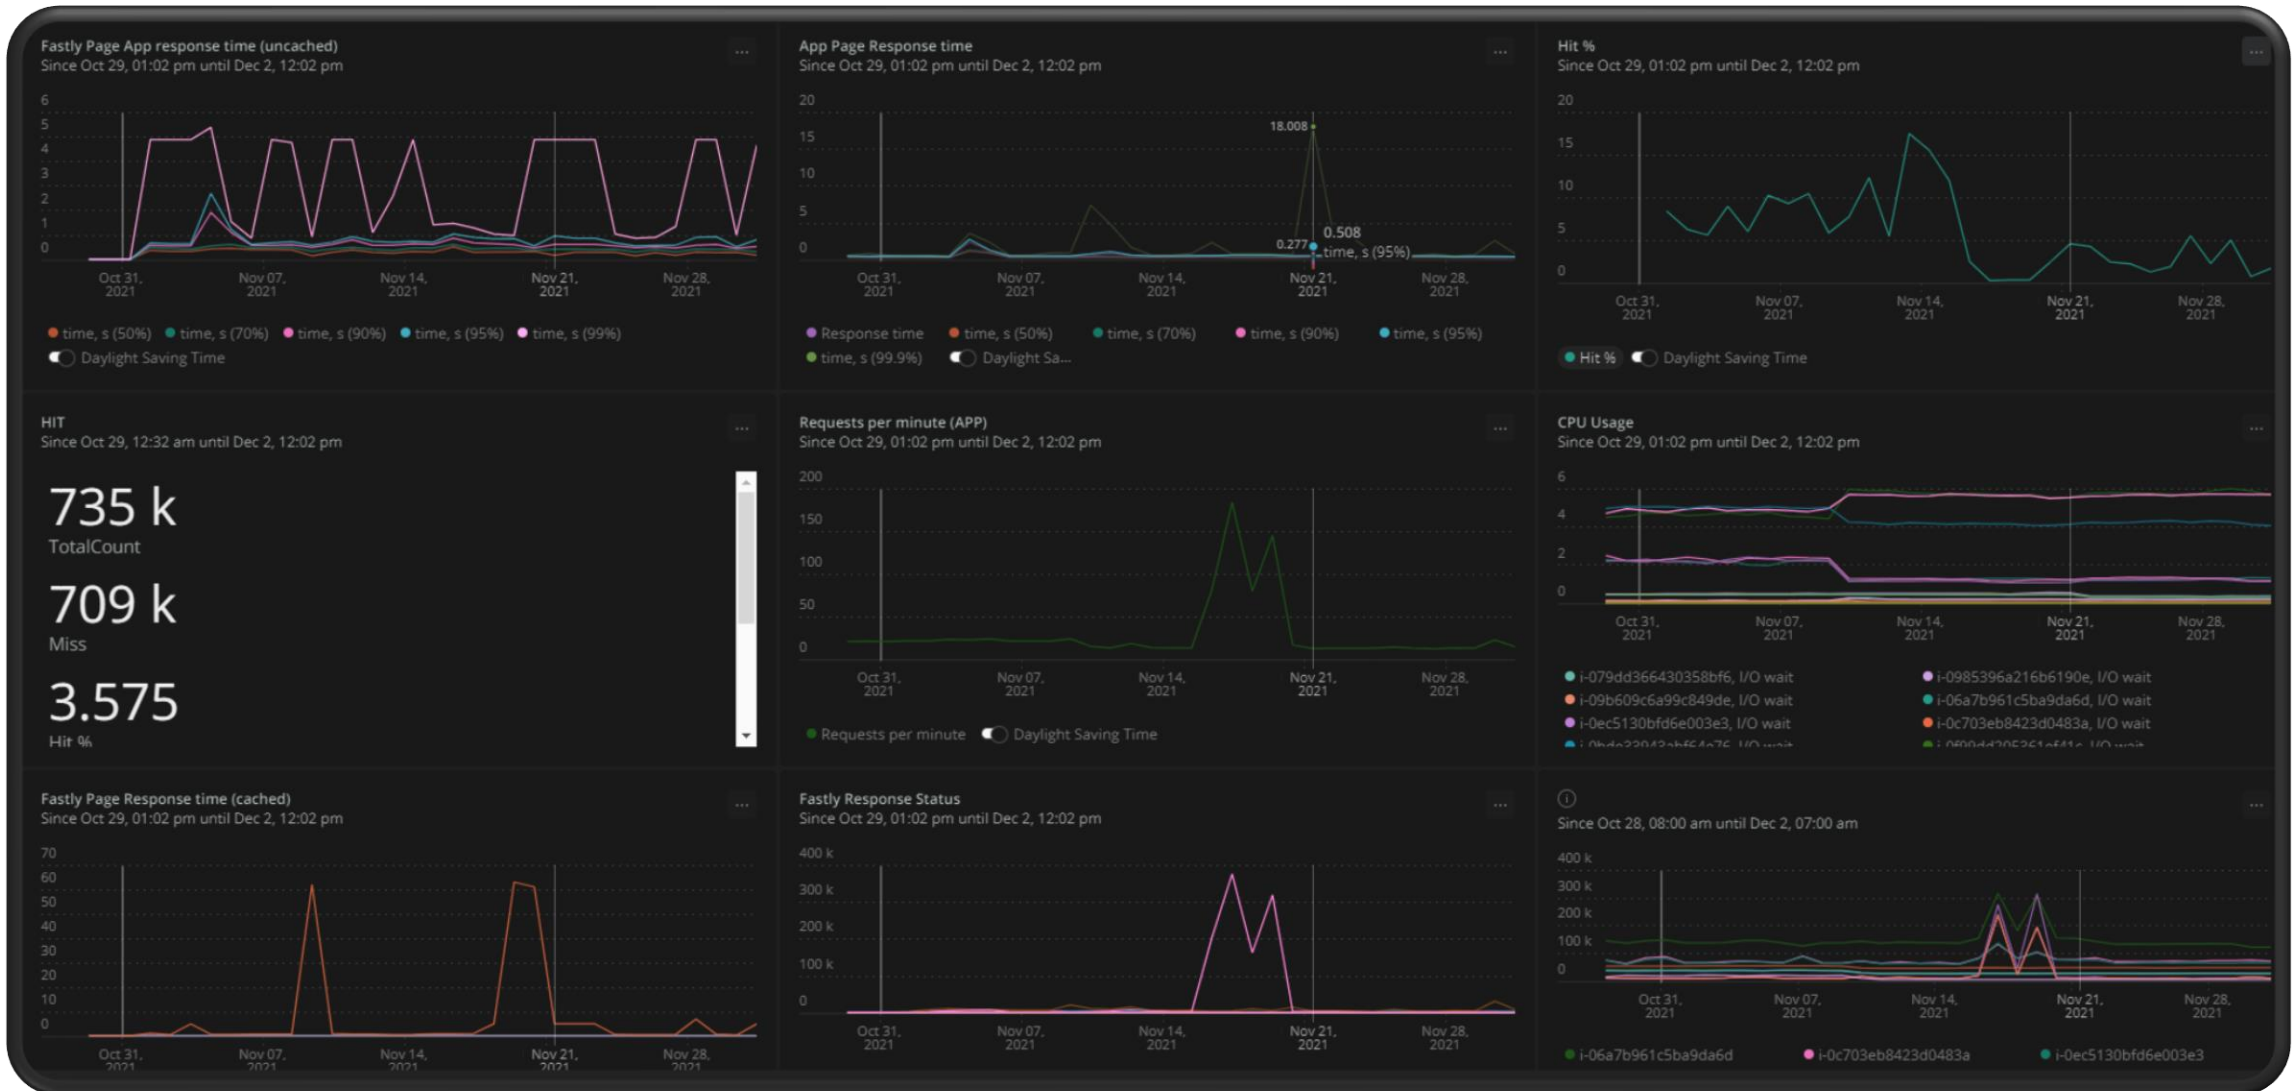 Fastly Page App response time (uncached)
Since Oct 29, 01:02 pm until Dec 2, 12:02 pm
6
5
4
3
2
1
0
Oct 31, 2021
Nov 07, 2021
Nov 14, 2021
Nov 21, 2021
Nov 28, 2021
time, s (50%) time, s (70%) time, s (90%) time, s (95%) time, s (99%)
Daylight Saving Time
App Page Response time
Since Oct 29, 01:02 pm until Dec 2, 12:02 pm
20
15
10
5
0
18.008
0.508
0.277
time, s (95%)
Oct 31, 2021
Nov 07, 2021
Nov 14, 2021
Nov 21, 2021
Nov 28, 2021
Response time time, s (50%) time, s (70%) time, s (90%) time, s (95%)
time, s (99.9%) Daylight Sa...
Hit %
Since Oct 29, 01:02 pm until Dec 2, 12:02 pm
20
15
10
5
0
Oct 31, 2021
Nov 07, 2021
Nov 14, 2021
Nov 21, 2021
Nov 28, 2021
Hit % Daylight Saving Time
HIT
Since Oct 29, 12:32 am until Dec 2, 12:02 pm
735 k
TotalCount
709 k
Miss
3.575
Hit %
Requests per minute (APP)
Since Oct 29, 01:02 pm until Dec 2, 12:02 pm
200
150
100
50
0
Oct 31, 2021
Nov 07, 2021
Nov 14, 2021
Nov 21, 2021
Nov 28, 2021
Requests per minute Daylight Saving Time
CPU Usage
Since Oct 29, 01:02 pm until Dec 2, 12:02 pm
6
4
2
0
Oct 31, 2021
Nov 07, 2021
Nov 14, 2021
Nov 21, 2021
Nov 28, 2021
i-079dd366430358bf6, I/O wait i-0985396a216b6190e, I/O wait
i-09b609c6a99c849de, I/O wait i-06a7b961c5ba9da6d, I/O wait
i-0ec5130bfd6e003e3, I/O wait i-0c703eb8423d0483a, I/O wait
I/O wait I/O wait
Fastly Page Response time (cached)
Since Oct 29, 01:02 pm until Dec 2, 12:02 pm
70
60
50
40
30
20
10
0
Oct 31, 2021
Nov 07, 2021
Nov 14, 2021
Nov 21, 2021
Nov 28, 2021
Fastly Response Status
Since Oct 29, 01:02 pm until Dec 2, 12:02 pm
400 k
300 k
200 k
100 k
0
Oct 31, 2021
Nov 07, 2021
Nov 14, 2021
Nov 21, 2021
Nov 28, 2021
Since Oct 28, 08:00 am until Dec 2, 07:00 am
400 k
300 k
200 k
100 k
0
Oct 31, 2021
Nov 07, 2021
Nov 14, 2021
Nov 21, 2021
Nov 28, 2021
i-06a7b961c5ba9da6d i-0c703eb8423d0483a i-0ec5130bfd6e003e3